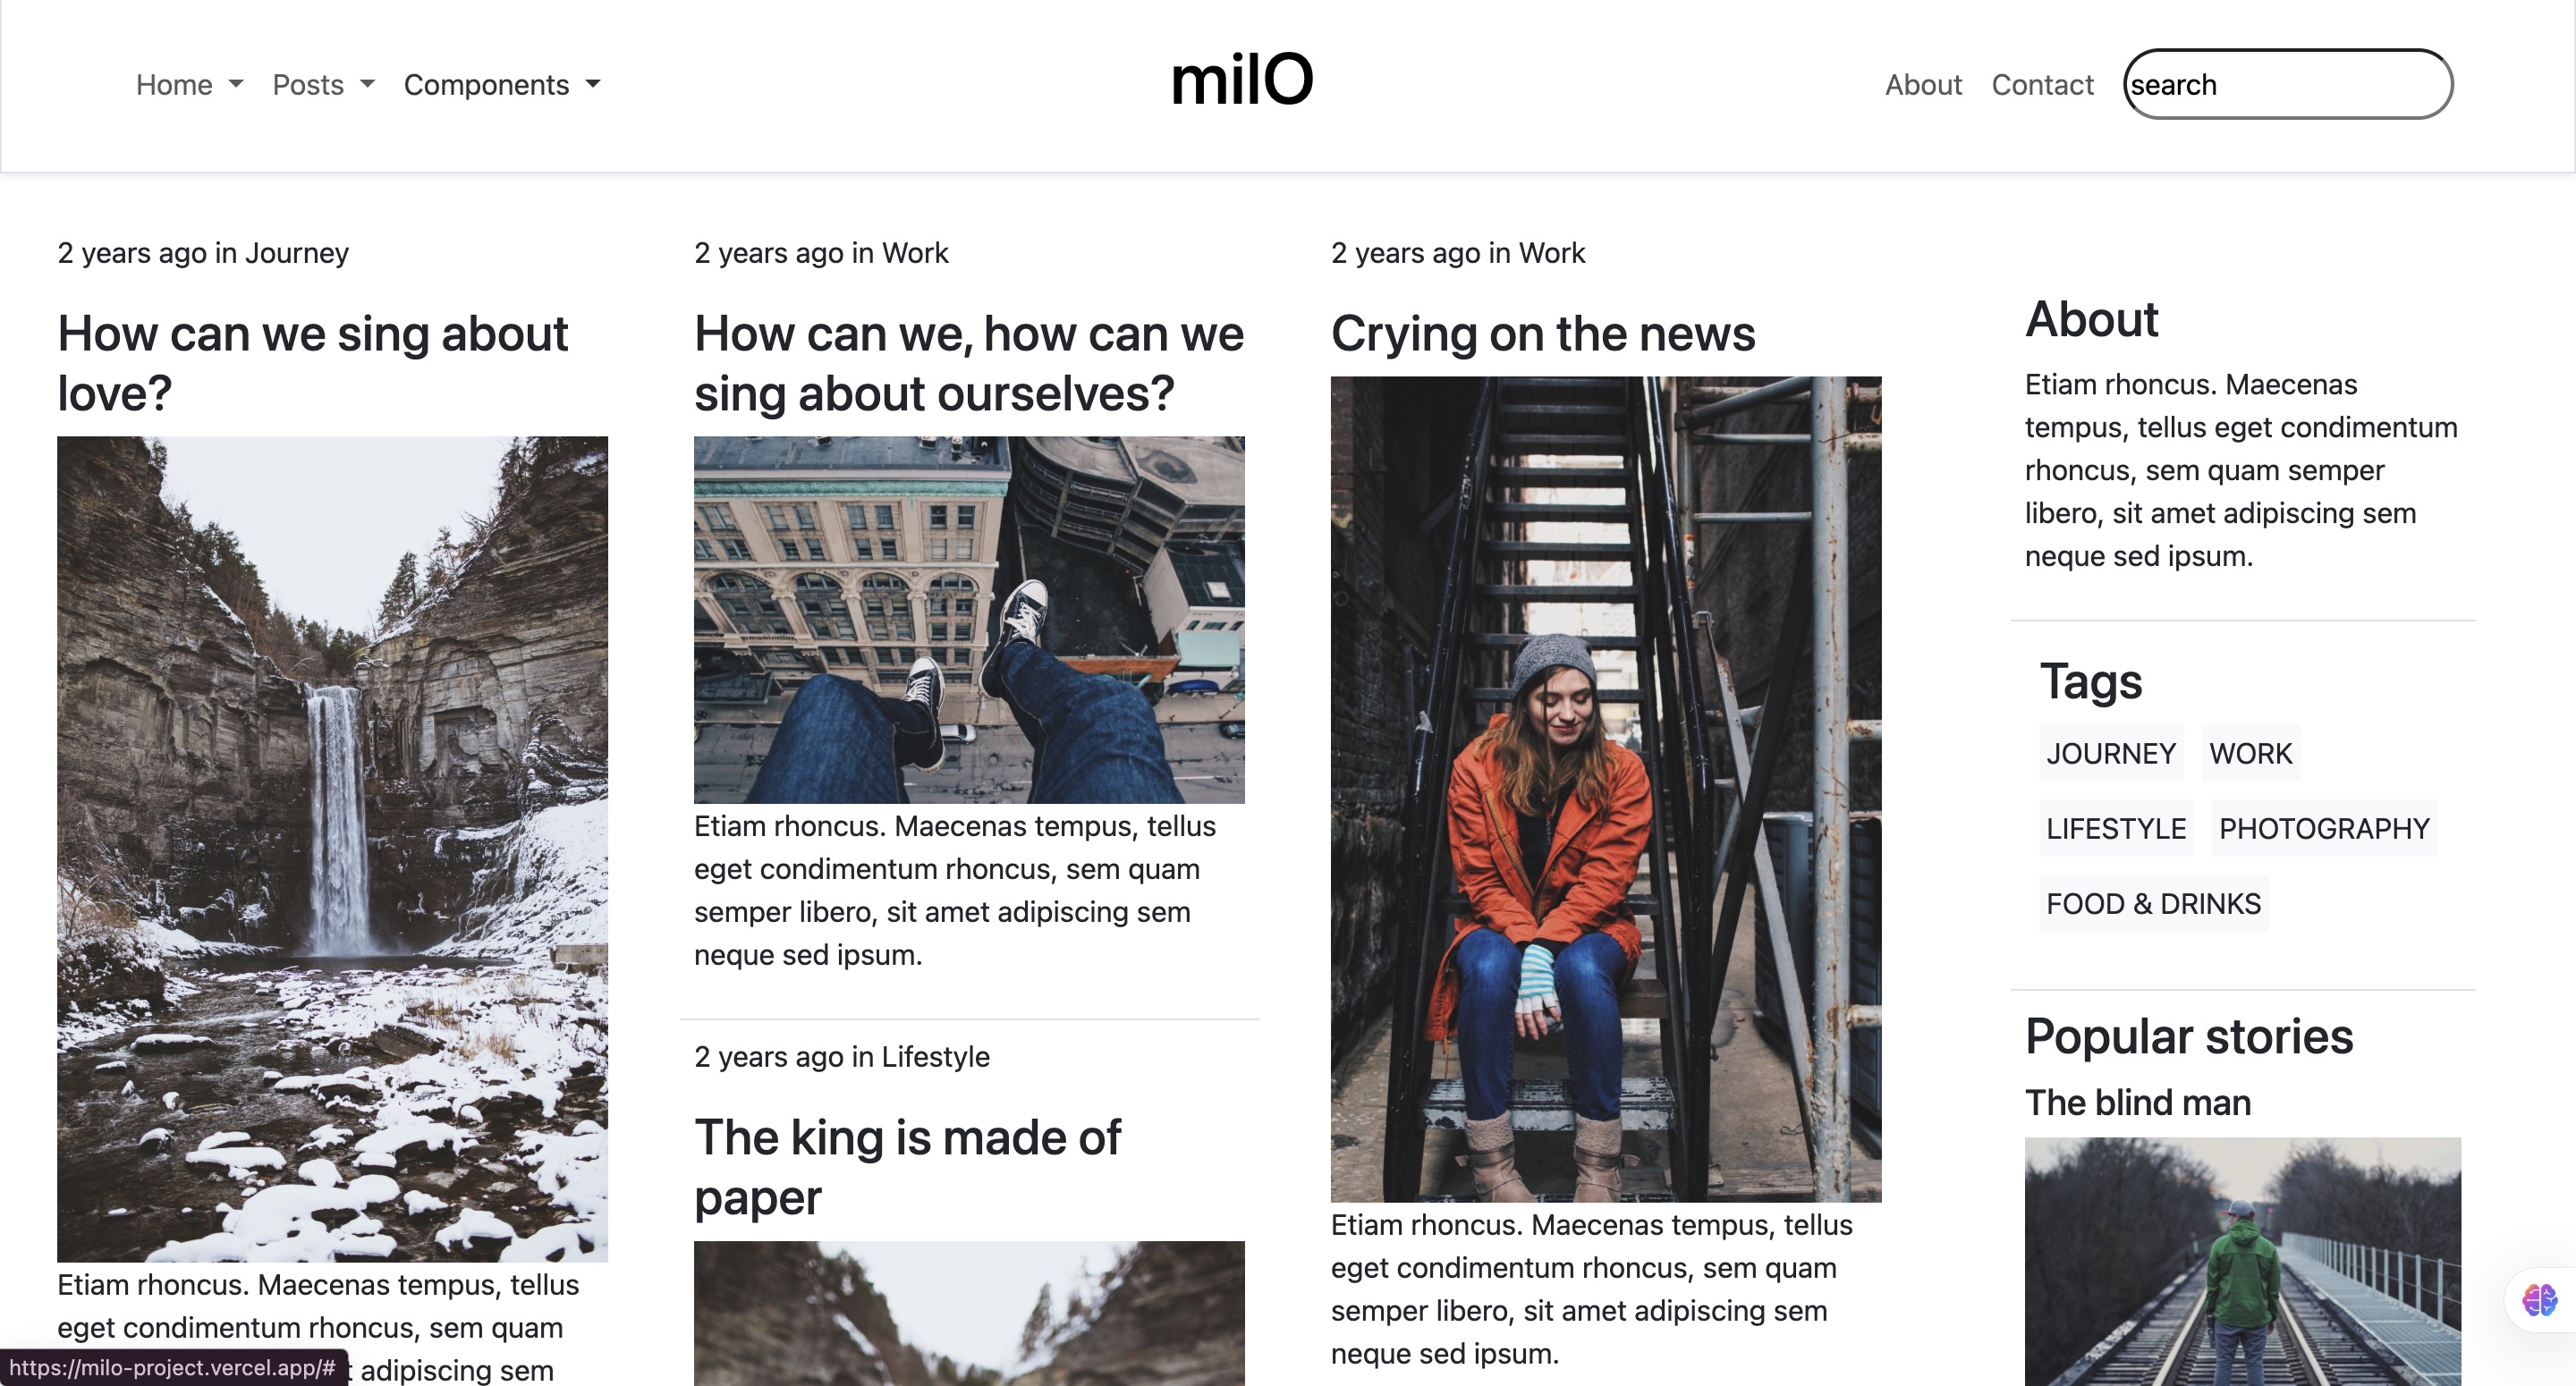 Home Posts Components
milO
About Contact search
2 years ago in Journey
How can we sing about
love?
Etiam rhoncus. Maecenas tempus, tellus
eget condimentum rhoncus, sem quam
t adipiscing sem
2 years ago in Work
How can we, how can we
sing about ourselves?
Etiam rhoncus. Maecenas tempus, tellus
eget condimentum rhoncus, sem quam
semper libero, sit amet adipiscing sem
neque sed ipsum.
2 years ago in Lifestyle
The king is made of
paper
2 years ago in Work
Crying on the news
Etiam rhoncus. Maecenas tempus, tellus
eget condimentum rhoncus, sem quam
semper libero, sit amet adipiscing sem
neque sed ipsum.
About
Etiam rhoncus. Maecenas
tempus, tellus eget condimentum
rhoncus, sem quam semper
libero, sit amet adipiscing sem
neque sed ipsum.
Tags
JOURNEY WORK
LIFESTYLE PHOTOGRAPHY
FOOD & DRINKS
Popular stories
The blind man
https://milo-project.vercel.app/#